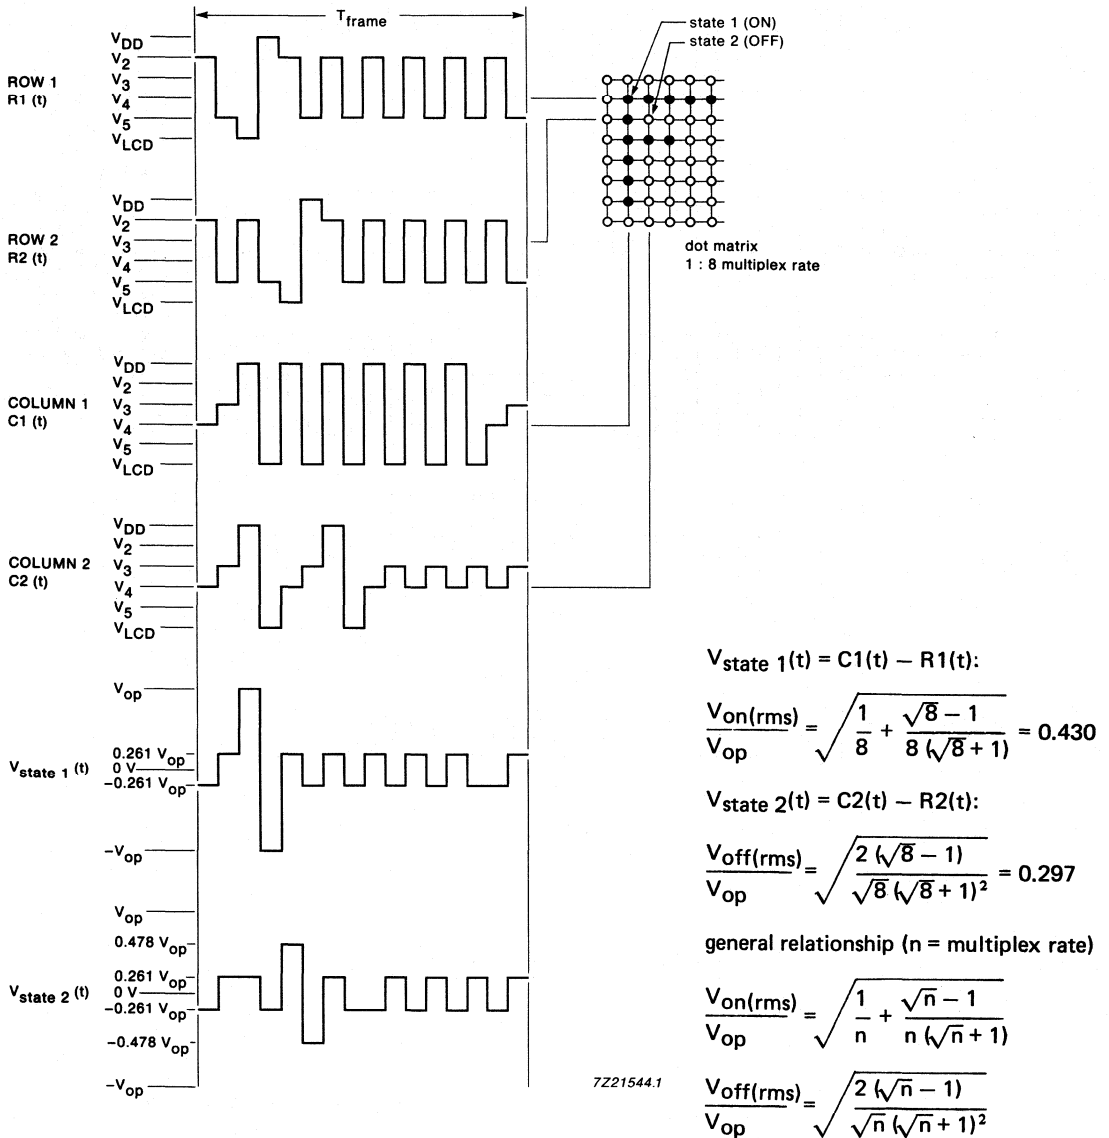 T_frame
state 1 (ON)
state 2 (OFF)
ROW 1
R1 (t)
V_DD
V_2
V_3
V_4
V_5
V_LCD
ROW 2
R2 (t)
V_DD
V_2
V_3
V_4
V_5
V_LCD
dot matrix
1 : 8 multiplex rate
COLUMN 1
C1 (t)
V_DD
V_2
V_3
V_4
V_5
V_LCD
COLUMN 2
C2 (t)
V_DD
V_2
V_3
V_4
V_5
V_LCD
V_state 1 (t)
V_op
0.261 V_op
0 V
-0.261 V_op
-V_op
V_state 2 (t)
V_op
0.478 V_op
0.261 V_op
0 V
-0.261 V_op
-0.478 V_op
-V_op
7Z21544.1
V_state 1(t) = C1(t) – R1(t):
V_on(rms)/V_op = √(1/8 + (√8 – 1)/(8 (√8 + 1))) = 0.430
V_state 2(t) = C2(t) – R2(t):
V_off(rms)/V_op = √(2 (√8 – 1)/(√8 (√8 + 1)²)) = 0.297
general relationship (n = multiplex rate)
V_on(rms)/V_op = √(1/n + (√n – 1)/(n (√n + 1)))
V_off(rms)/V_op = √(2 (√n – 1)/(√n (√n + 1)²))